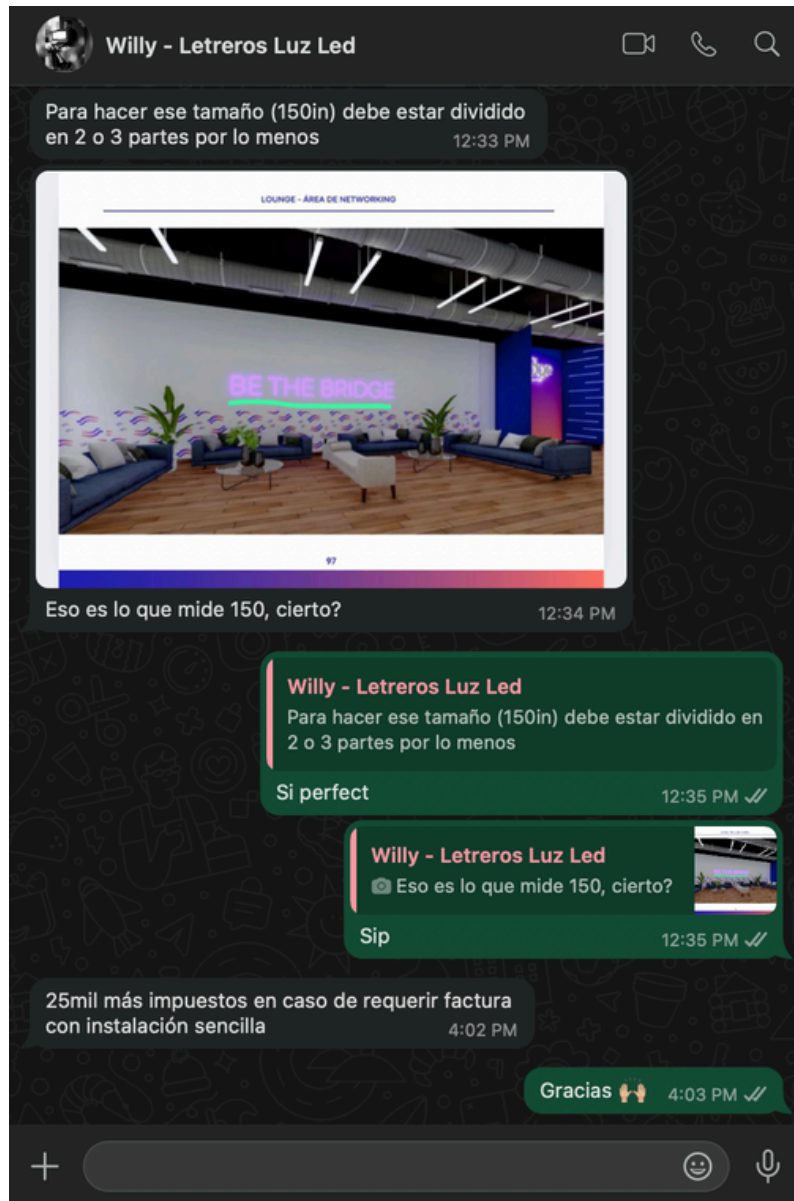 Willy - Letreros Luz Led
Para hacer ese tamaño (150in) debe estar dividido
en 2 o 3 partes por lo menos
12:33 PM
LOUNGE - ÁREA DE NETWORKING
BE THE BRIDGE
97
Eso es lo que mide 150, cierto?
12:34 PM
Willy - Letreros Luz Led
Para hacer ese tamaño (150in) debe estar dividido en
2 o 3 partes por lo menos
Si perfect
12:35 PM
Willy - Letreros Luz Led
Eso es lo que mide 150, cierto?
Sip
12:35 PM
25mil más impuestos en caso de requerir factura
con instalación sencilla
4:02 PM
Gracias 🙌🏼 4:03 PM